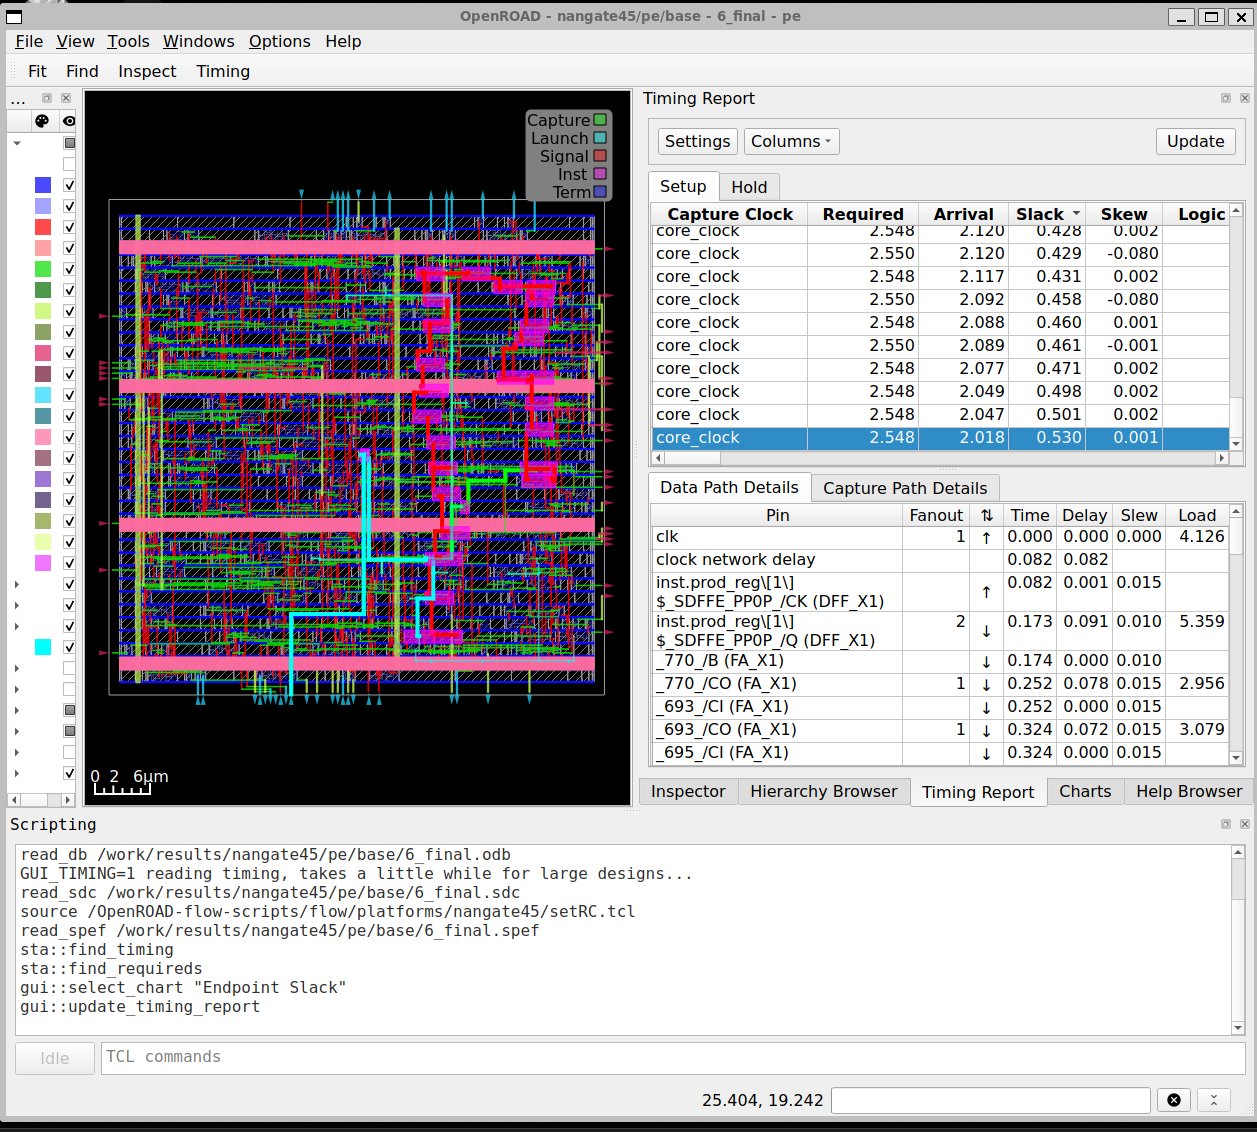 OpenROAD - nangate45/pe/base - 6_final - pe
File View Tools Windows Options Help
Fit Find Inspect Timing
...
Capture
Launch
Signal
Inst
Term
0 2 6μm
Timing Report
Settings Columns Update
Setup Hold
Capture Clock Required Arrival Slack Skew Logic
core_clock 2.548 2.120 0.428 0.002
core_clock 2.550 2.120 0.429 -0.080
core_clock 2.548 2.117 0.431 0.002
core_clock 2.550 2.092 0.458 -0.080
core_clock 2.548 2.088 0.460 0.001
core_clock 2.550 2.089 0.461 -0.001
core_clock 2.548 2.077 0.471 0.002
core_clock 2.548 2.049 0.498 0.002
core_clock 2.548 2.047 0.501 0.002
core_clock 2.548 2.018 0.530 0.001
Data Path Details Capture Path Details
Pin Fanout ⇅ Time Delay Slew Load
clk 1 ↑ 0.000 0.000 0.000 4.126
clock network delay 0.082 0.082
inst.prod_reg\[1\]
$_SDFFE_PP0P_/CK (DFF_X1) ↑ 0.082 0.001 0.015
inst.prod_reg\[1\]
$_SDFFE_PP0P_/Q (DFF_X1) 2 ↓ 0.173 0.091 0.010 5.359
_770_/B (FA_X1) ↓ 0.174 0.000 0.010
_770_/CO (FA_X1) 1 ↓ 0.252 0.078 0.015 2.956
_693_/CI (FA_X1) ↓ 0.252 0.000 0.015
_693_/CO (FA_X1) 1 ↓ 0.324 0.072 0.015 3.079
_695_/CI (FA_X1) ↓ 0.324 0.000 0.015
Inspector Hierarchy Browser Timing Report Charts Help Browser
Scripting
read_db /work/results/nangate45/pe/base/6_final.odb
GUI_TIMING=1 reading timing, takes a little while for large designs...
read_sdc /work/results/nangate45/pe/base/6_final.sdc
source /OpenROAD-flow-scripts/flow/platforms/nangate45/setRC.tcl
read_spef /work/results/nangate45/pe/base/6_final.spef
sta::find_timing
sta::find_requireds
gui::select_chart "Endpoint Slack"
gui::update_timing_report
Idle TCL commands
25.404, 19.242